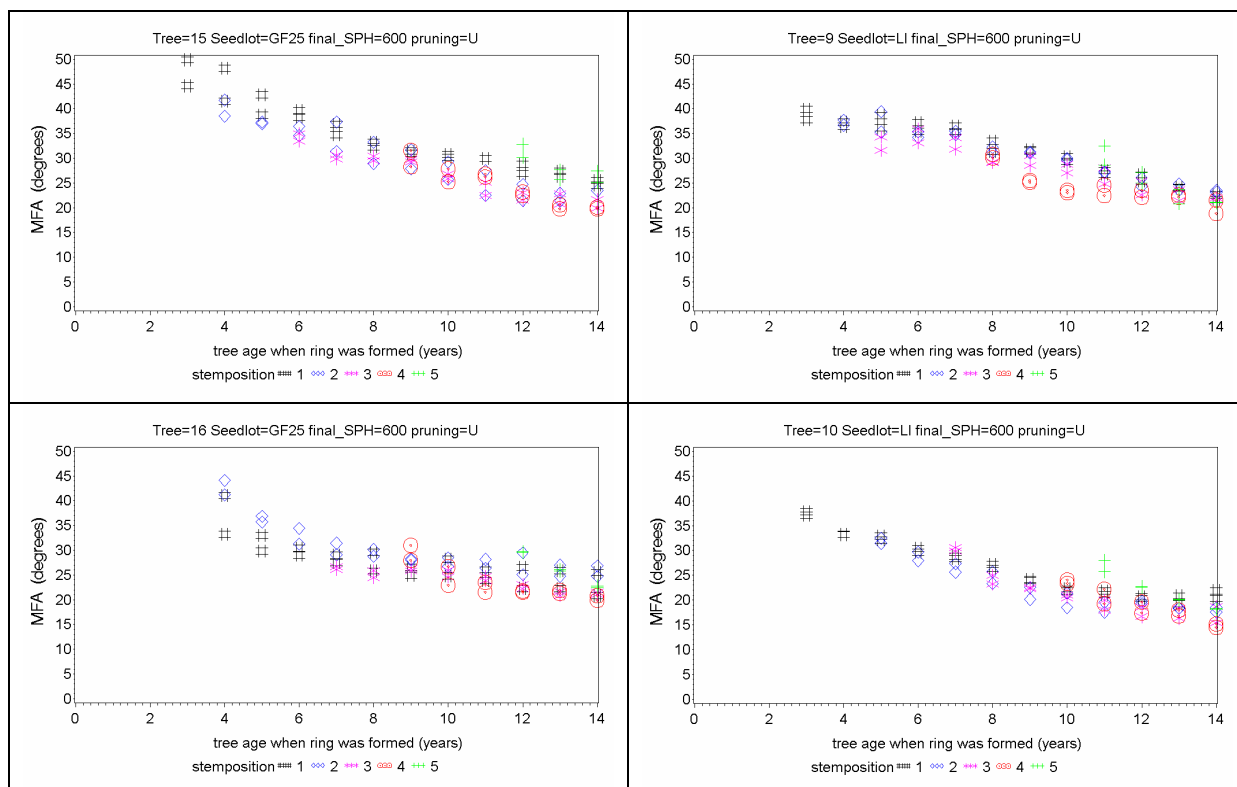 Tree=15 Seedlot=GF25 final_SPH=600 pruning=U
MFA (degrees)
50
45
40
35
30
25
20
15
10
5
0
0 2 4 6 8 10 12 14
tree age when ring was formed (years)
stemposition 1 2 3 4 5
Tree=9 Seedlot=LI final_SPH=600 pruning=U
MFA (degrees)
50
45
40
35
30
25
20
15
10
5
0
0 2 4 6 8 10 12 14
tree age when ring was formed (years)
stemposition 1 2 3 4 5
Tree=16 Seedlot=GF25 final_SPH=600 pruning=U
MFA (degrees)
50
45
40
35
30
25
20
15
10
5
0
0 2 4 6 8 10 12 14
tree age when ring was formed (years)
stemposition 1 2 3 4 5
Tree=10 Seedlot=LI final_SPH=600 pruning=U
MFA (degrees)
50
45
40
35
30
25
20
15
10
5
0
0 2 4 6 8 10 12 14
tree age when ring was formed (years)
stemposition 1 2 3 4 5